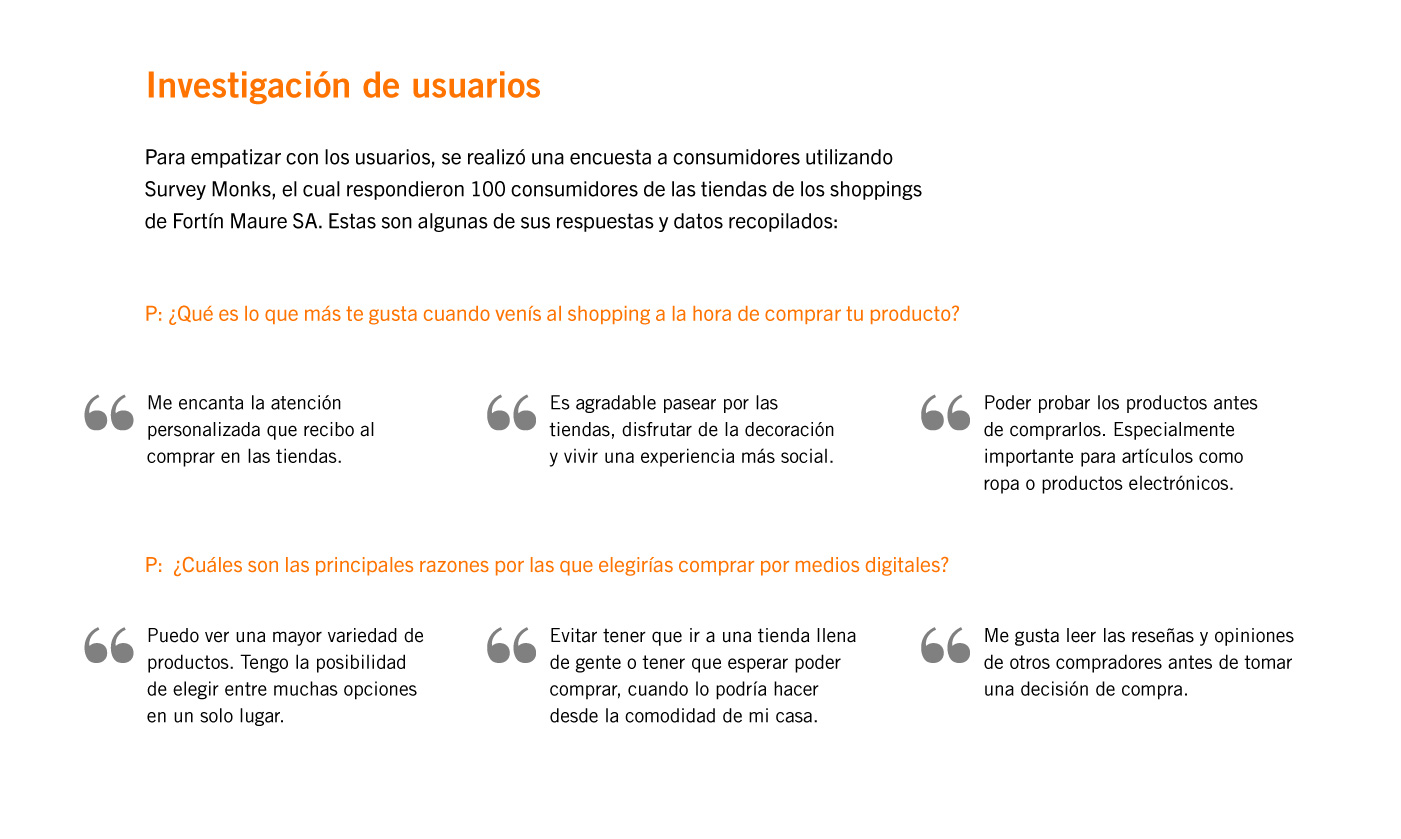 Investigación de usuarios
Para empatizar con los usuarios, se realizó una encuesta a consumidores utilizando
Survey Monks, el cual respondieron 100 consumidores de las tiendas de los shoppings
de Fortín Maure SA. Estas son algunas de sus respuestas y datos recopilados:
P: ¿Qué es lo que más te gusta cuando venís al shopping a la hora de comprar tu producto?
Me encanta la atención
personalizada que recibo al
comprar en las tiendas.
Es agradable pasear por las
tiendas, disfrutar de la decoración
y vivir una experiencia más social.
Poder probar los productos antes
de comprarlos. Especialmente
importante para artículos como
ropa o productos electrónicos.
P: ¿Cuáles son las principales razones por las que elegirías comprar por medios digitales?
Puedo ver una mayor variedad de
productos. Tengo la posibilidad
de elegir entre muchas opciones
en un solo lugar.
Evitar tener que ir a una tienda llena
de gente o tener que esperar poder
comprar, cuando lo podría hacer
desde la comodidad de mi casa.
Me gusta leer las reseñas y opiniones
de otros compradores antes de tomar
una decisión de compra.